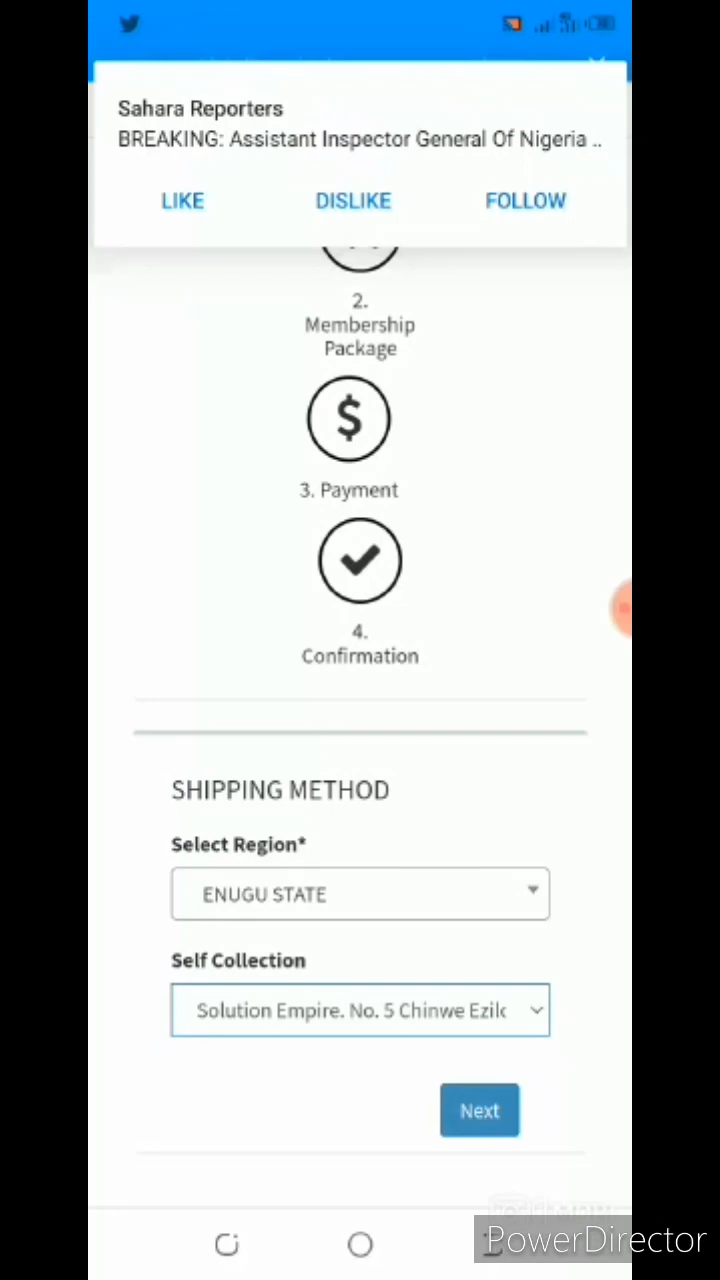 Sahara Reporters
BREAKING: Assistant Inspector General Of Nigeria ..
LIKE DISLIKE FOLLOW
2.
Membership
Package
$
3. Payment
4.
Confirmation
SHIPPING METHOD
Select Region*
ENUGU STATE
Self Collection
Solution Empire. No. 5 Chinwe Ezik
Next
PowerDirector